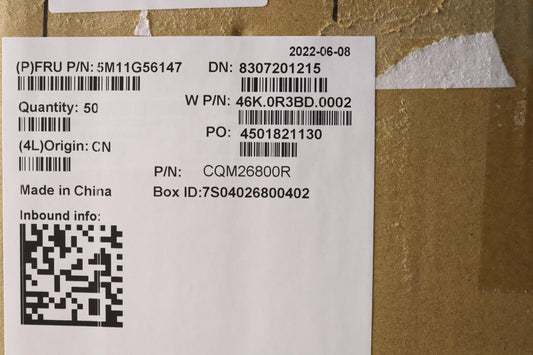 2022-06-08
(P)FRU P/N: 5M11G56147 DN: 8307201215
Quantity: 50 W P/N: 46K.0R3BD.0002
PO: 4501821130
(4L)Origin: CN
P/N: CQM26800R
Made in China Box ID:7S04026800402
Inbound info: